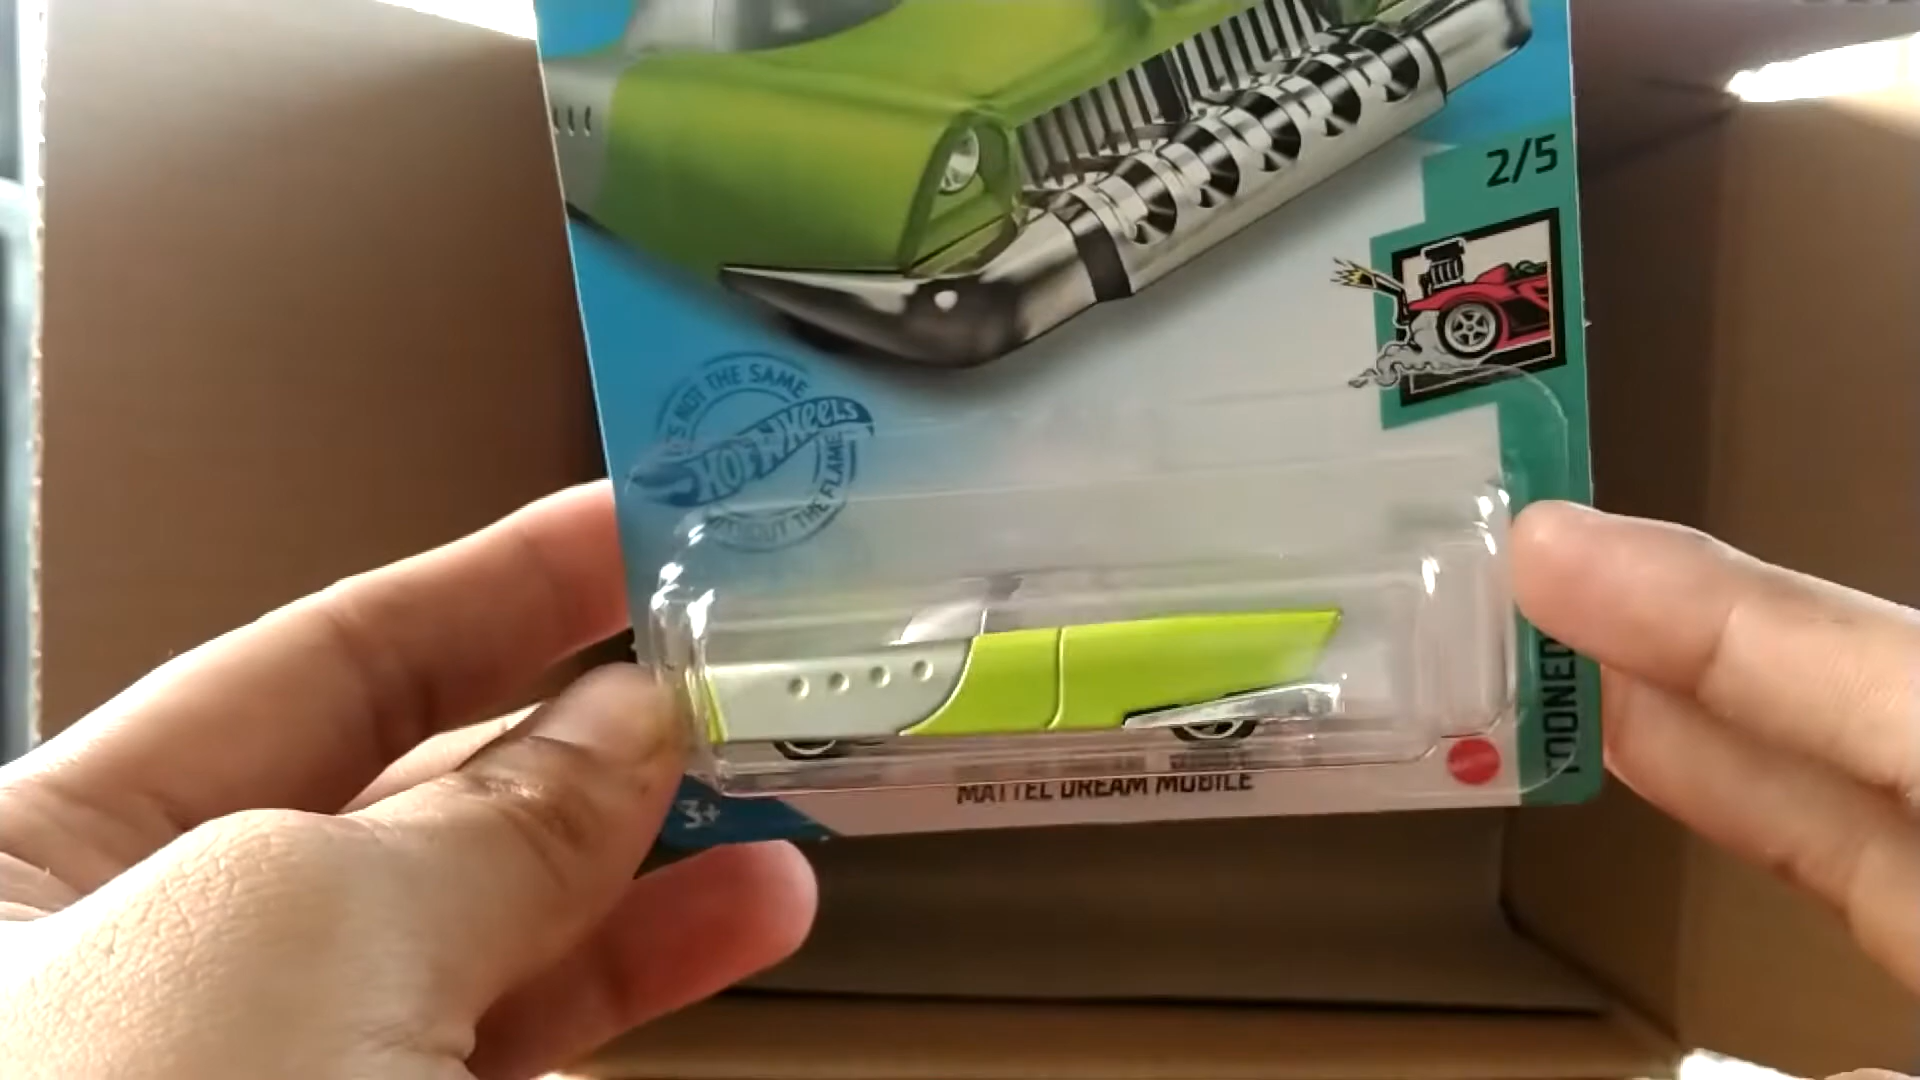 2/5
IT'S NOT THE SAME
HOT WHEELS
WITHOUT THE FLAME
TOONED
MATTEL DREAM MOBILE
3+